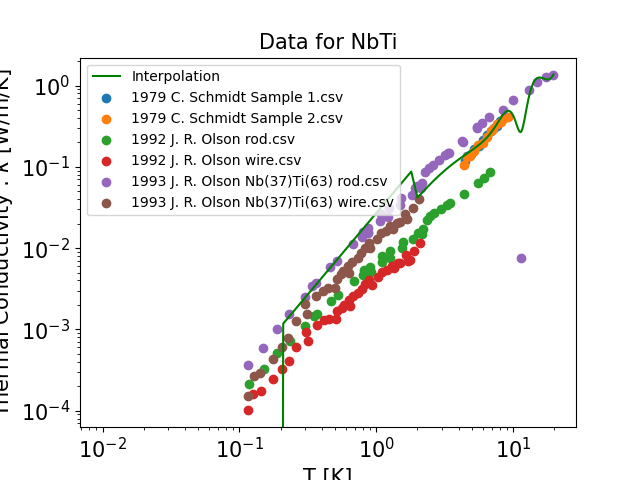 Data for NbTi
Thermal Conductivity : k [W/m/K]
10⁰
10⁻¹
10⁻²
10⁻³
10⁻⁴
Interpolation
1979 C. Schmidt Sample 1.csv
1979 C. Schmidt Sample 2.csv
1992 J. R. Olson rod.csv
1992 J. R. Olson wire.csv
1993 J. R. Olson Nb(37)Ti(63) rod.csv
1993 J. R. Olson Nb(37)Ti(63) wire.csv
10⁻² 10⁻¹ 10⁰ 10¹
T [K]